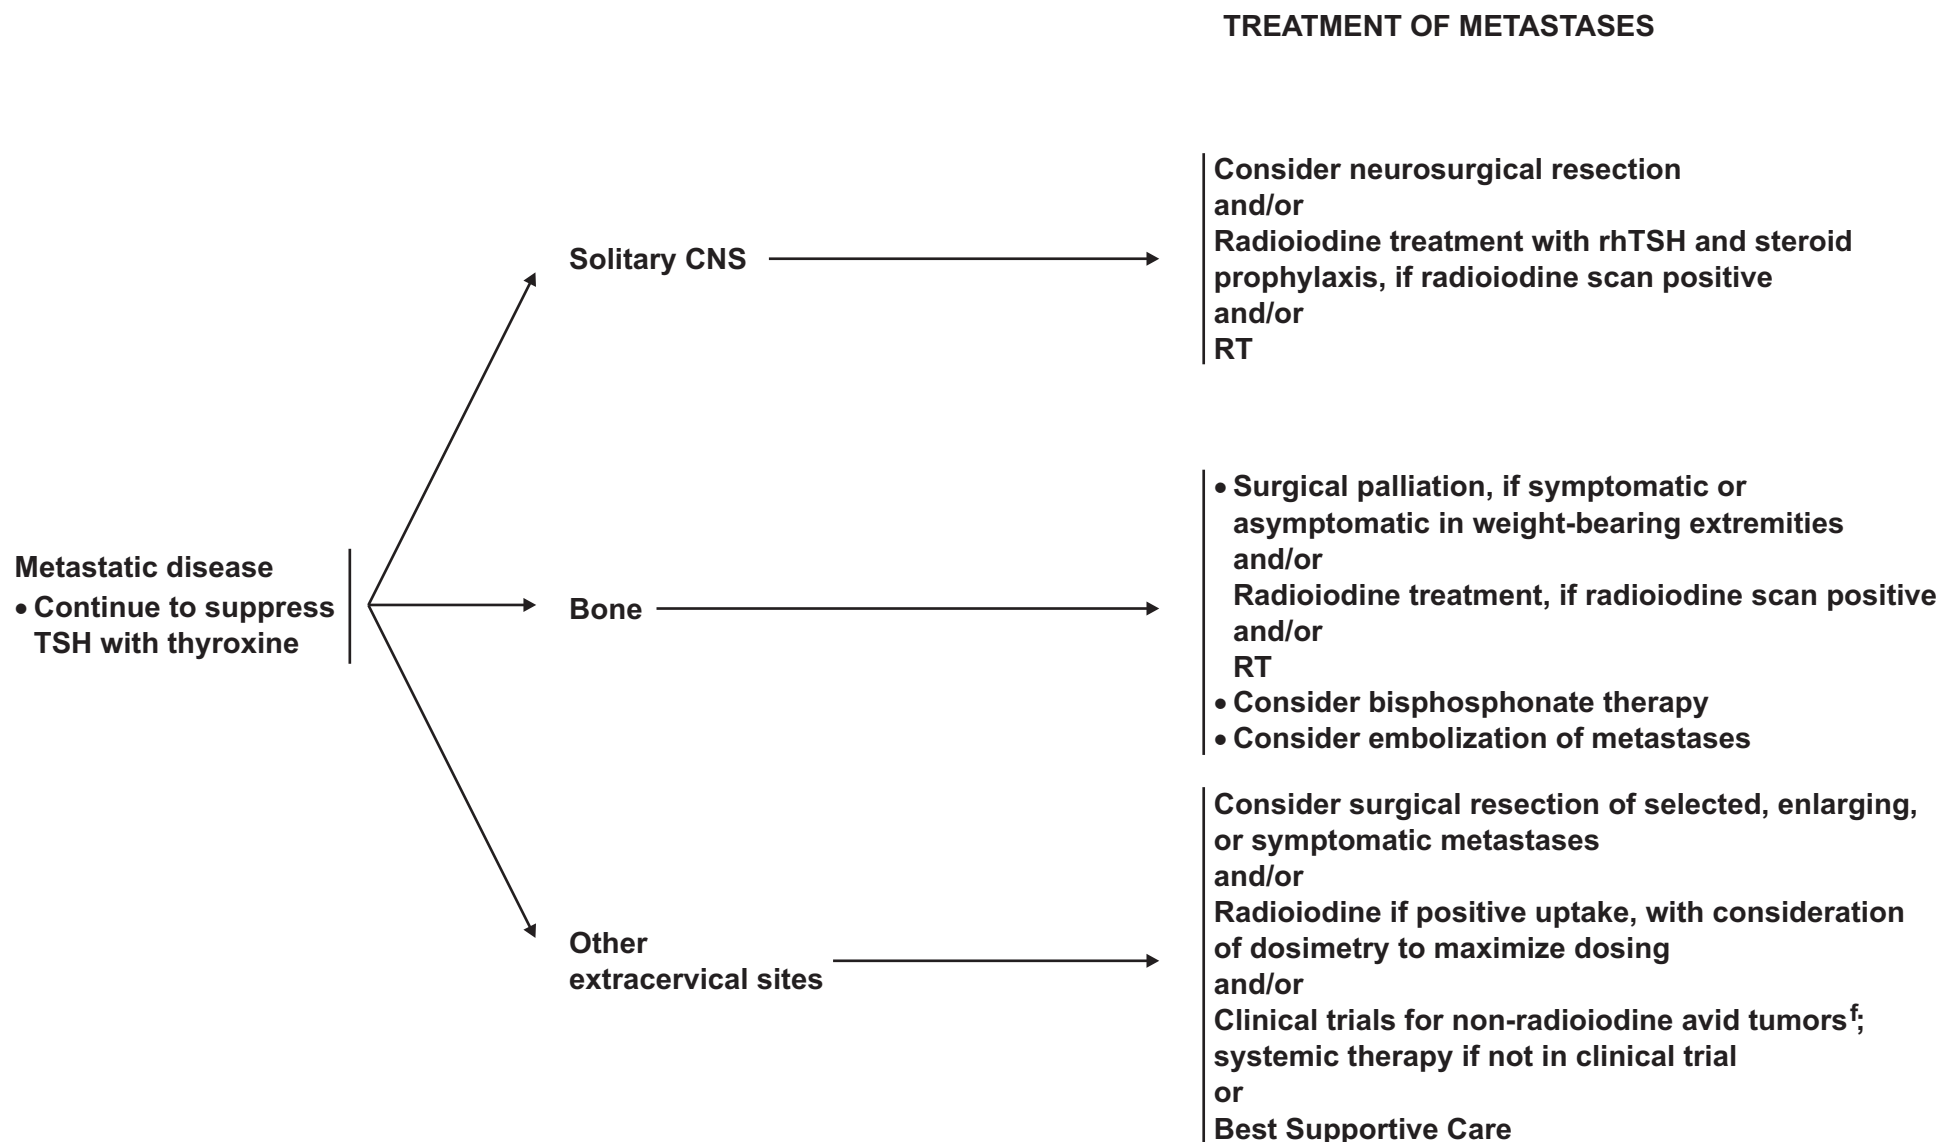 TREATMENT OF METASTASES
Metastatic disease
• Continue to suppress
TSH with thyroxine
Solitary CNS
Consider neurosurgical resection
and/or
Radioiodine treatment with rhTSH and steroid
prophylaxis, if radioiodine scan positive
and/or
RT
Bone
• Surgical palliation, if symptomatic or
asymptomatic in weight-bearing extremities
and/or
Radioiodine treatment, if radioiodine scan positive
and/or
RT
• Consider bisphosphonate therapy
• Consider embolization of metastases
Other
extracervical sites
Consider surgical resection of selected, enlarging,
or symptomatic metastases
and/or
Radioiodine if positive uptake, with consideration
of dosimetry to maximize dosing
and/or
Clinical trials for non-radioiodine avid tumors f;
systemic therapy if not in clinical trial
or
Best Supportive Care